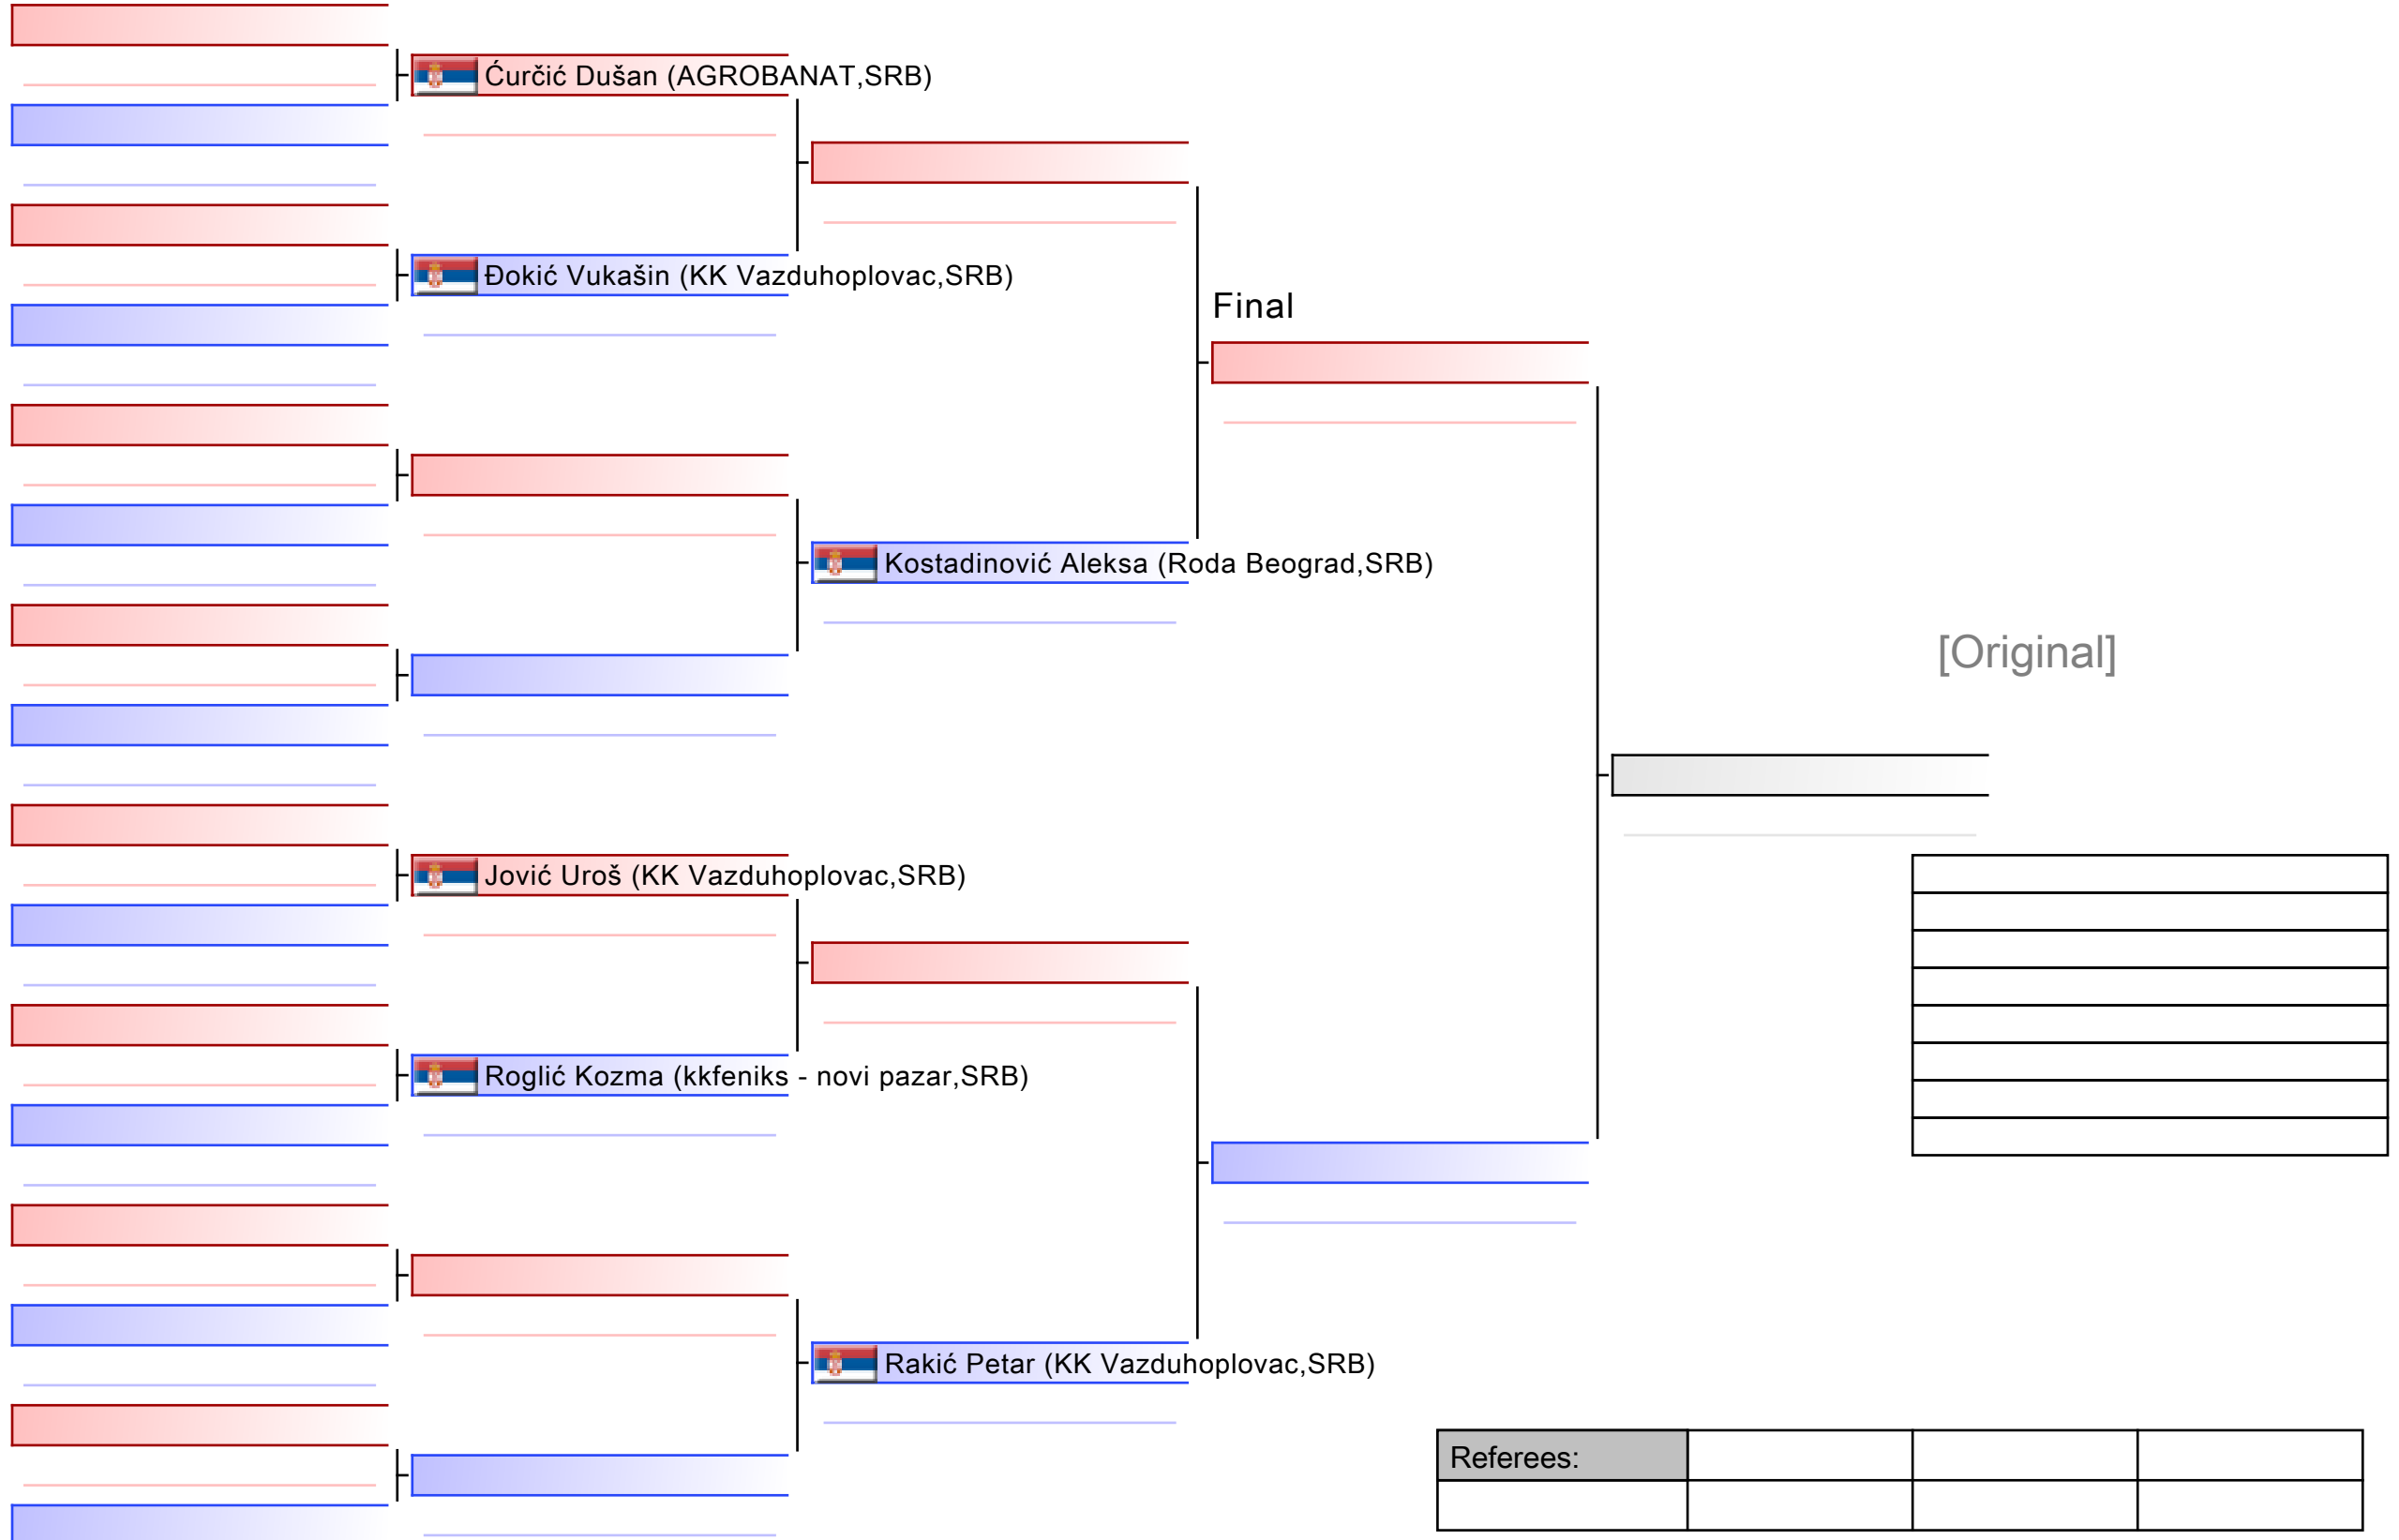 Ćurčić Dušan (AGROBANAT,SRB)
Đokić Vukašin (KK Vazduhoplovac,SRB)
Final
Kostadinović Aleksa (Roda Beograd,SRB)
[Original]
Jović Uroš (KK Vazduhoplovac,SRB)
Roglić Kozma (kkfeniks - novi pazar,SRB)
Rakić Petar (KK Vazduhoplovac,SRB)
Referees: